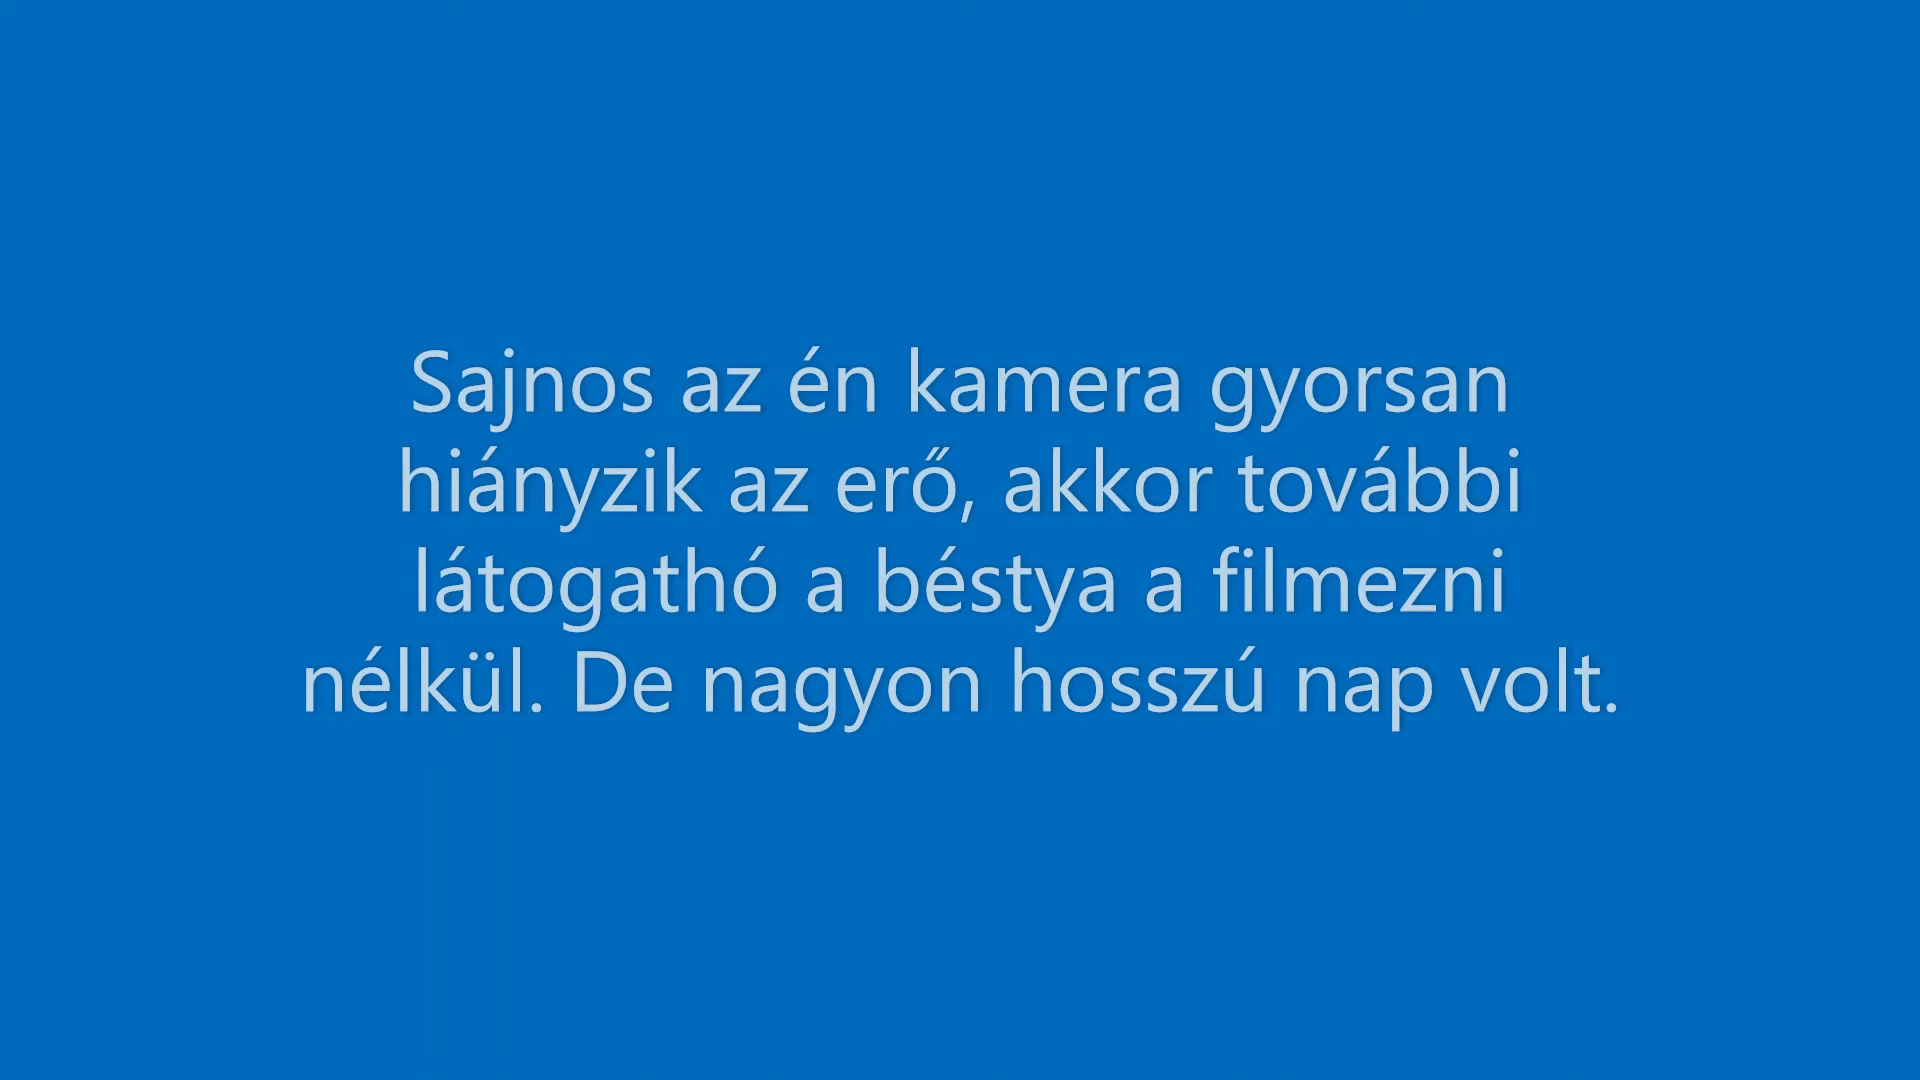 Sajnos az én kamera gyorsan
hiányzik az erő, akkor további
látogathó a béstya a filmezni
nélkül. De nagyon hosszú nap volt.